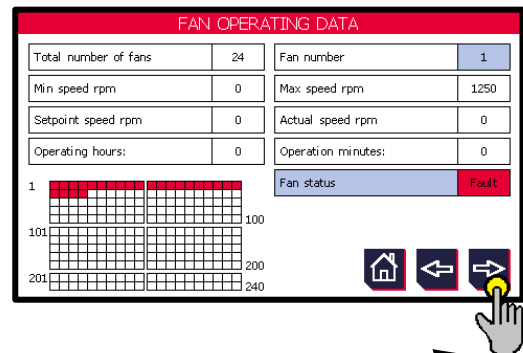 FAN OPERATING DATA
Total number of fans 24 Fan number 1
Min speed rpm 0 Max speed rpm 1250
Setpoint speed rpm 0 Actual speed rpm 0
Operating hours: 0 Operation minutes: 0
Fan status Fault
1
100
101
200
201
240